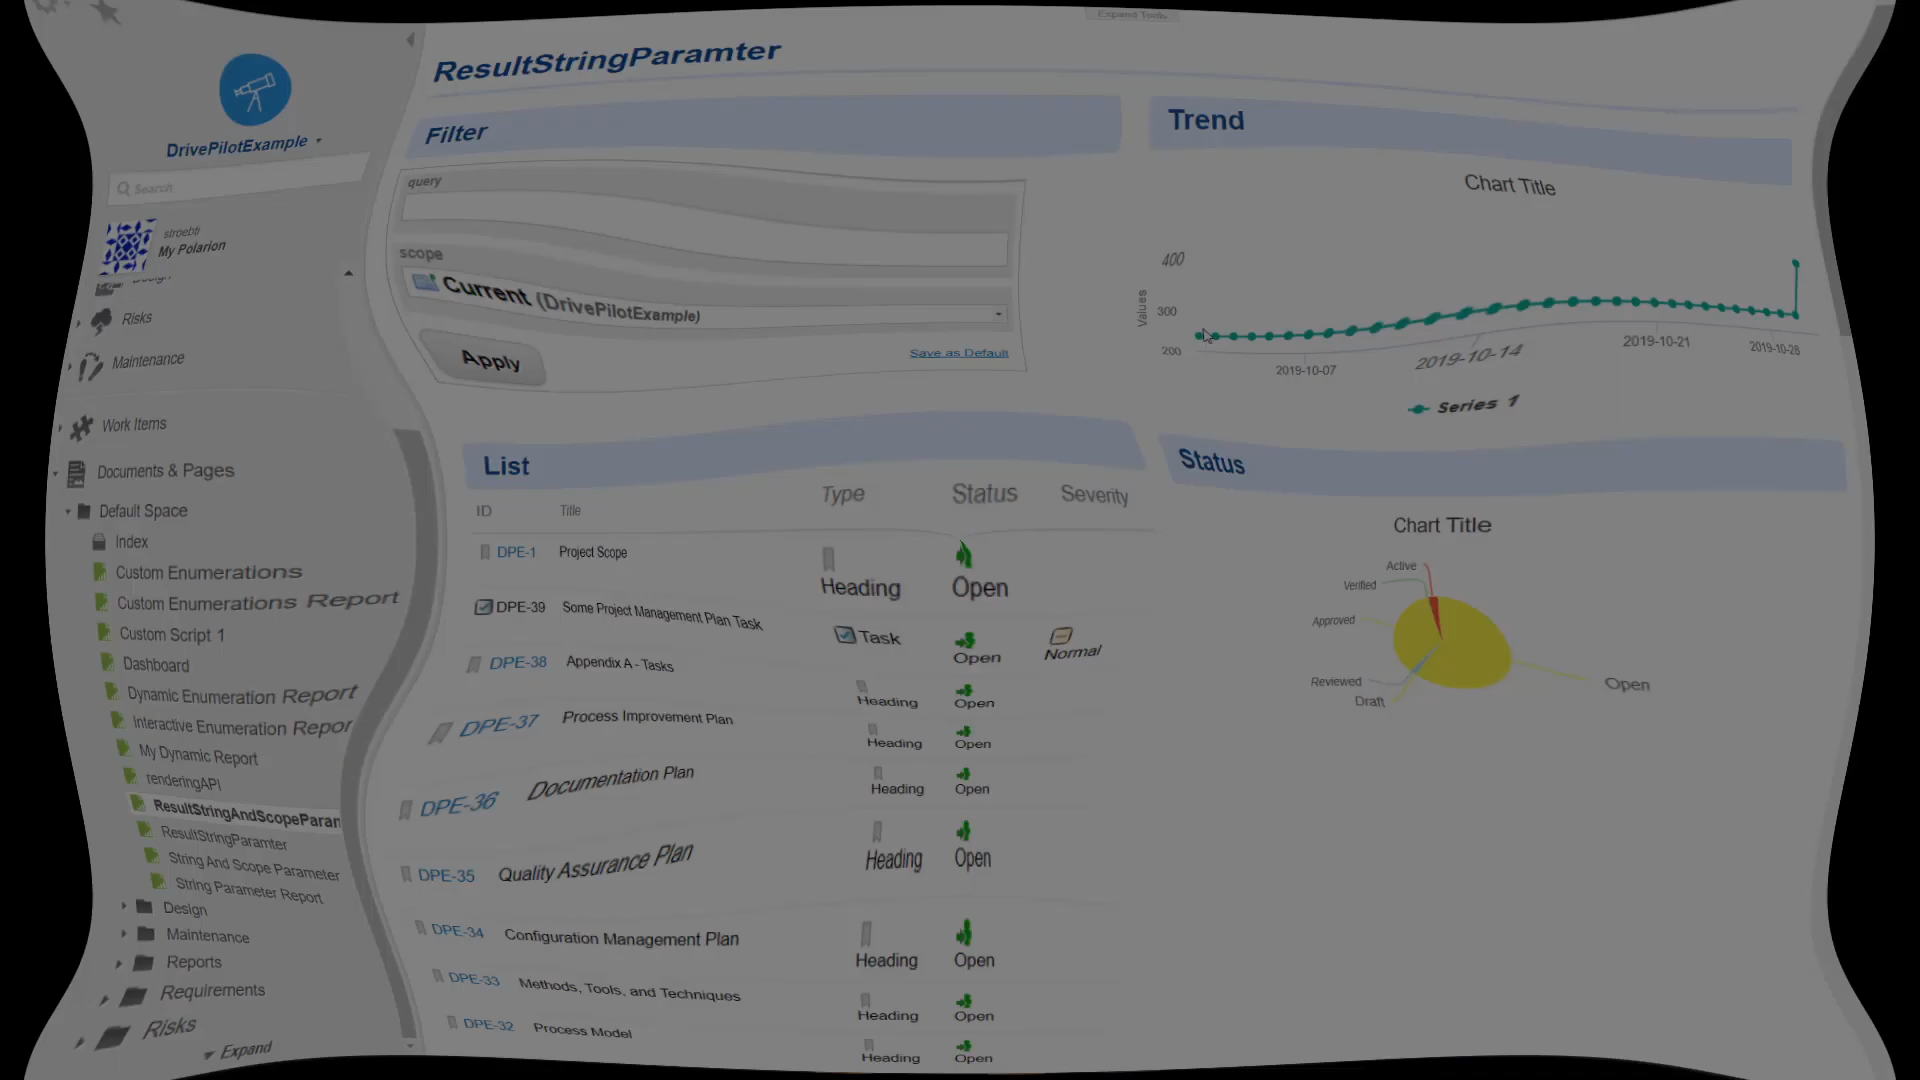 Expand Tools
ResultStringParamter
DrivePilotExample
Search
stroebti
My Polarion
Design
Risks
Maintenance
Work Items
Documents & Pages
Default Space
Index
Custom Enumerations
Custom Enumerations Report
Custom Script 1
Dashboard
Dynamic Enumeration Report
Interactive Enumeration Repor
My Dynamic Report
renderingAPI
ResultStringAndScopeParan
ResultStringParamter
String And Scope Parameter
String Parameter Report
Design
Maintenance
Reports
Requirements
Risks
Expand
Filter
query
scope
Current (DrivePilotExample)
Apply
Save as Default
Trend
Chart Title
Values
400
300
200
2019-10-07
2019-10-14
2019-10-21
2019-10-28
Series 1
List
ID Title Type Status Severity
DPE-1 Project Scope Heading Open
DPE-39 Some Project Management Plan Task Task Open Normal
DPE-38 Appendix A - Tasks Heading Open
DPE-37 Process Improvement Plan Heading Open
DPE-36 Documentation Plan Heading Open
DPE-35 Quality Assurance Plan Heading Open
DPE-34 Configuration Management Plan Heading Open
DPE-33 Methods, Tools, and Techniques Heading Open
DPE-32 Process Model Heading Open
Status
Chart Title
Active
Verified
Approved
Reviewed
Draft
Open